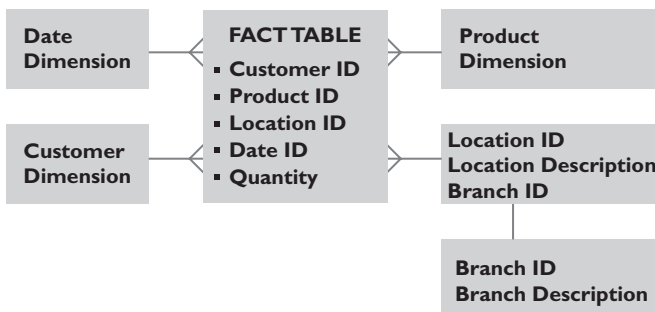 Date
Dimension
FACT TABLE
▪ Customer ID
▪ Product ID
▪ Location ID
▪ Date ID
▪ Quantity
Product
Dimension
Customer
Dimension
Location ID
Location Description
Branch ID
Branch ID
Branch Description